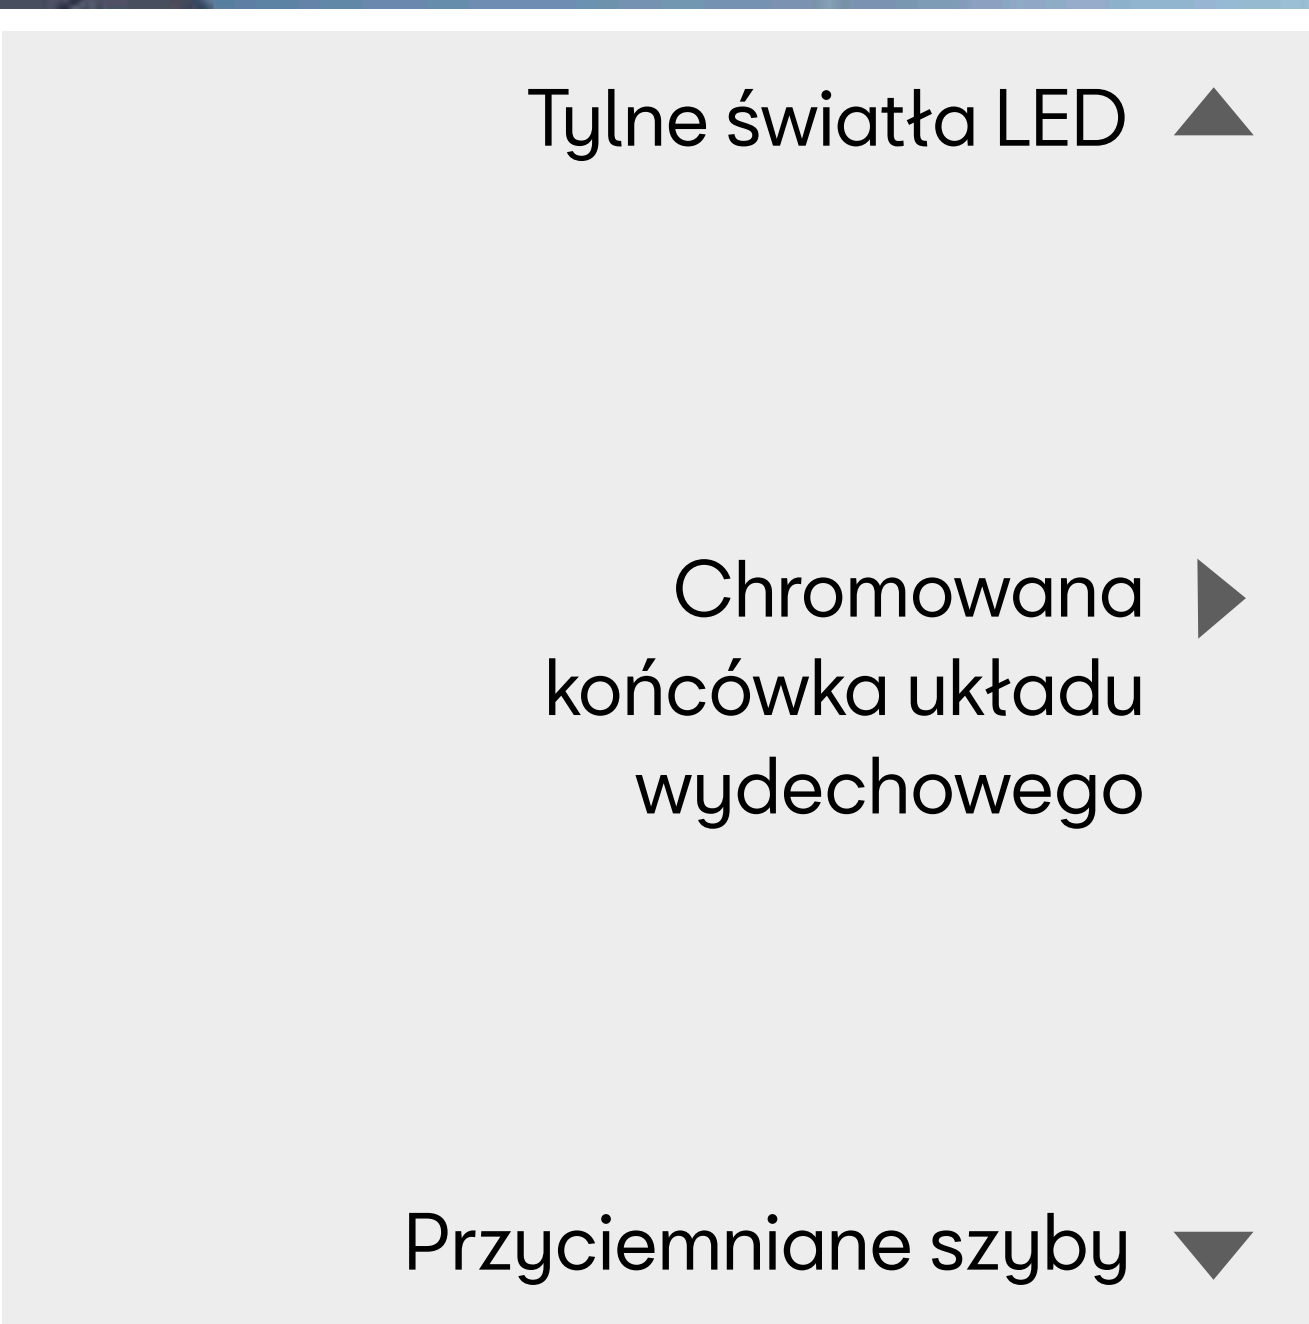 Tylne światła LED
Chromowana
końcówka układu
wydechowego
Przyciemniane szyby